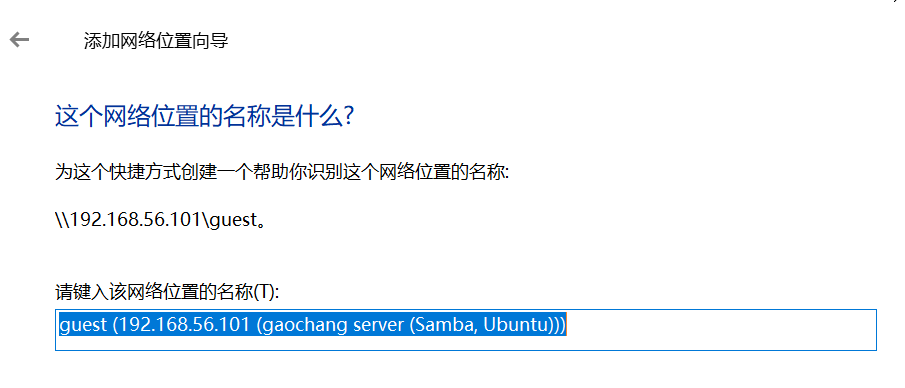 添加网络位置向导
这个网络位置的名称是什么?
为这个快捷方式创建一个帮助你识别这个网络位置的名称:
\\192.168.56.101\guest。
请键入该网络位置的名称(T):
guest (192.168.56.101 (gaochang server (Samba, Ubuntu)))